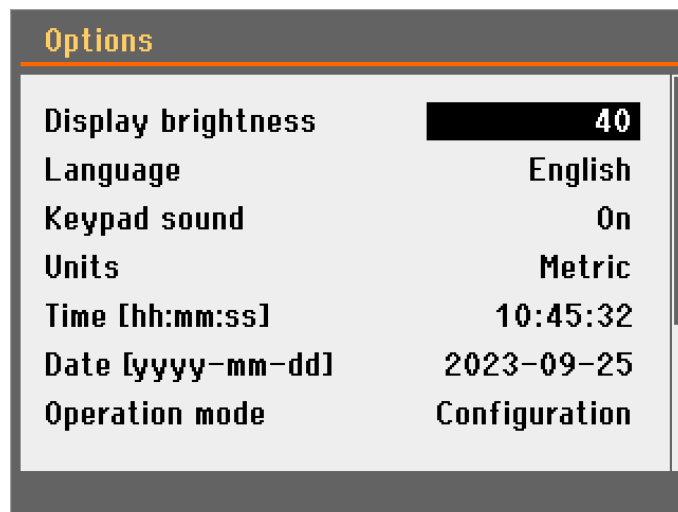 Options
Display brightness 40
Language English
Keypad sound On
Units Metric
Time [hh:mm:ss] 10:45:32
Date [yyyy-mm-dd] 2023-09-25
Operation mode Configuration